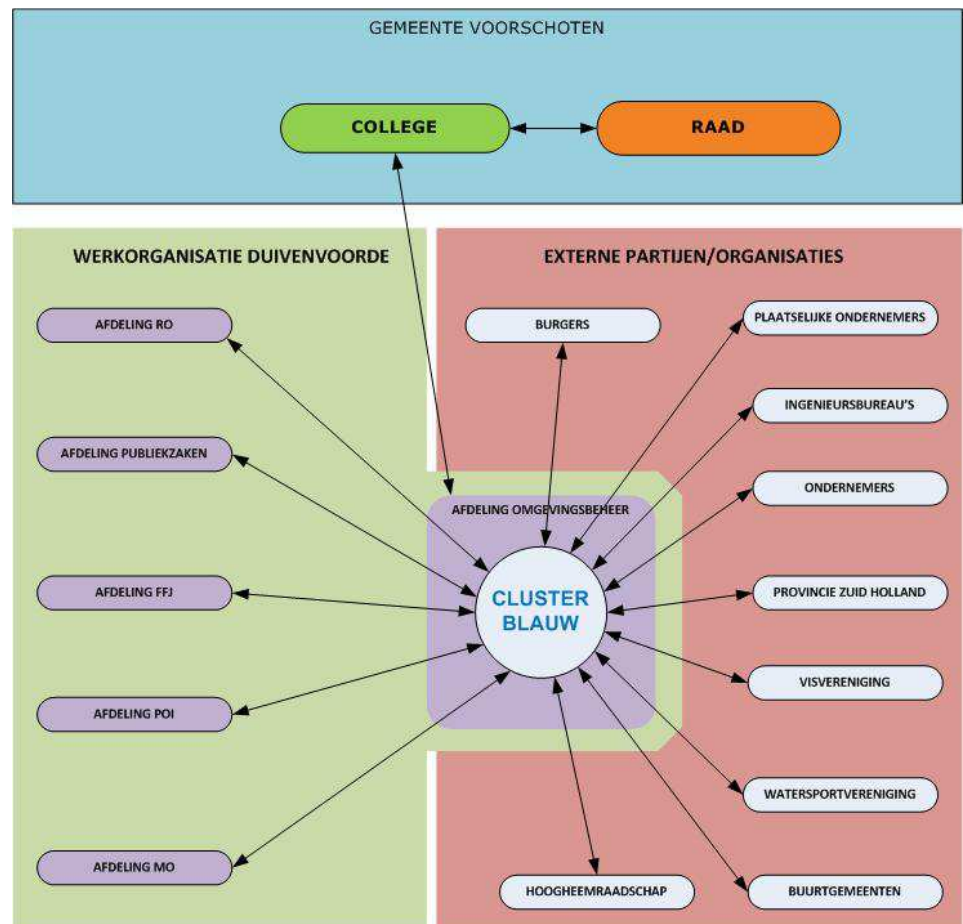 GEMEENTE VOORSCHOTEN
COLLEGE
RAAD
WERKORGANISATIE DUIVENVOORDE
AFDELING RO
AFDELING PUBLIEKZAKEN
AFDELING FFJ
AFDELING POI
AFDELING MO
EXTERNE PARTIJEN/ORGANISATIES
BURGERS
PLAATSELIJKE ONDERNEMERS
INGENIEURSBUREAU'S
ONDERNEMERS
PROVINCIE ZUID HOLLAND
VISVERENIGING
WATERSPORTVERENIGING
BUURTGEMEENTEN
HOOGHEEMRAADSCHAP
AFDELING OMGEVINGSBEHEER
CLUSTER
BLAUW